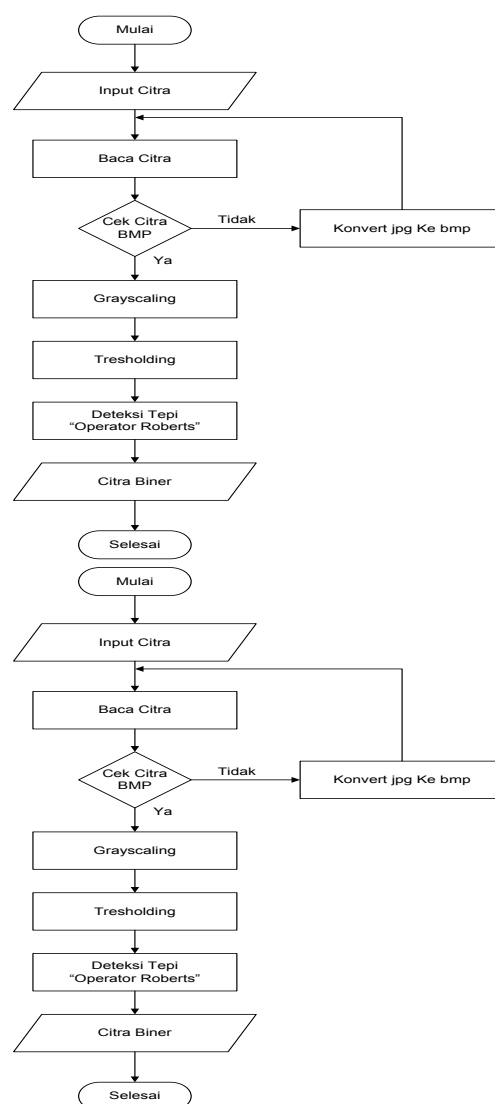 Mulai
Input Citra
Baca Citra
Cek Citra
BMP
Tidak
Konvert jpg Ke bmp
Ya
Grayscaling
Tresholding
Deteksi Tepi
“Operator Roberts”
Citra Biner
Selesai
Mulai
Input Citra
Baca Citra
Cek Citra
BMP
Tidak
Konvert jpg Ke bmp
Ya
Grayscaling
Tresholding
Deteksi Tepi
“Operator Roberts”
Citra Biner
Selesai